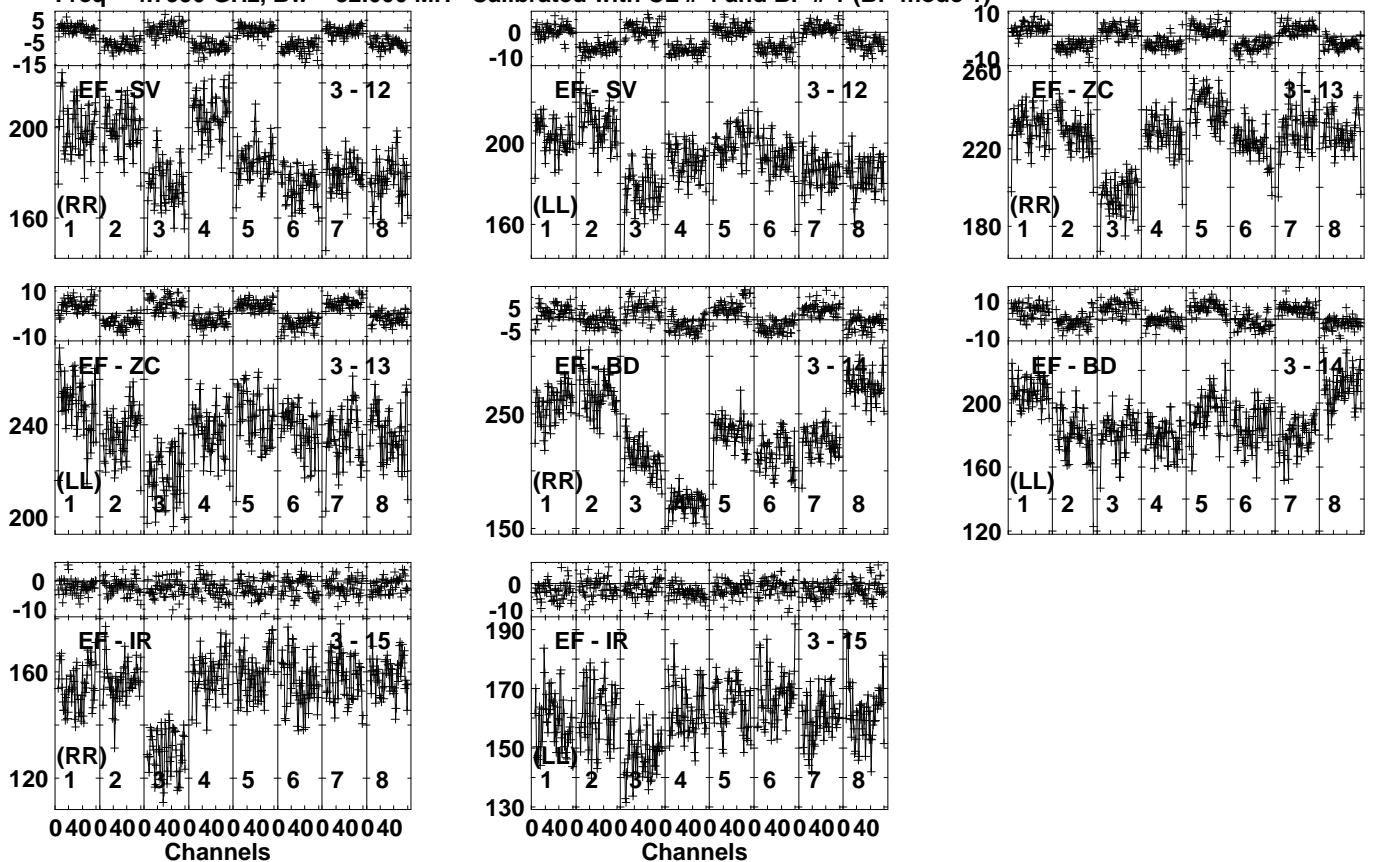 5
-5
-15
200
160
EF - SV 3 - 12
(RR)
1 2 3 4 5 6 7 8
0
-10
200
160
EF - SV 3 - 12
(LL)
1 2 3 4 5 6 7 8
10
-10
260
220
180
EF - ZC 3 - 13
(RR)
1 2 3 4 5 6 7 8
10
-10
240
200
EF - ZC 3 - 13
(LL)
1 2 3 4 5 6 7 8
5
-5
250
150
EF - BD 3 - 14
(RR)
1 2 3 4 5 6 7 8
10
-10
200
160
120
EF - BD 3 - 14
(LL)
1 2 3 4 5 6 7 8
0
-10
160
120
EF - IR 3 - 15
(RR)
1 2 3 4 5 6 7 8
0 40 0 40 0 40 0 40 0 40 0 40 0 40 0 40
Channels
0
-10
190
170
150
130
EF - IR 3 - 15
(LL)
1 2 3 4 5 6 7 8
0 40 0 40 0 40 0 40 0 40 0 40 0 40 0 40
Channels